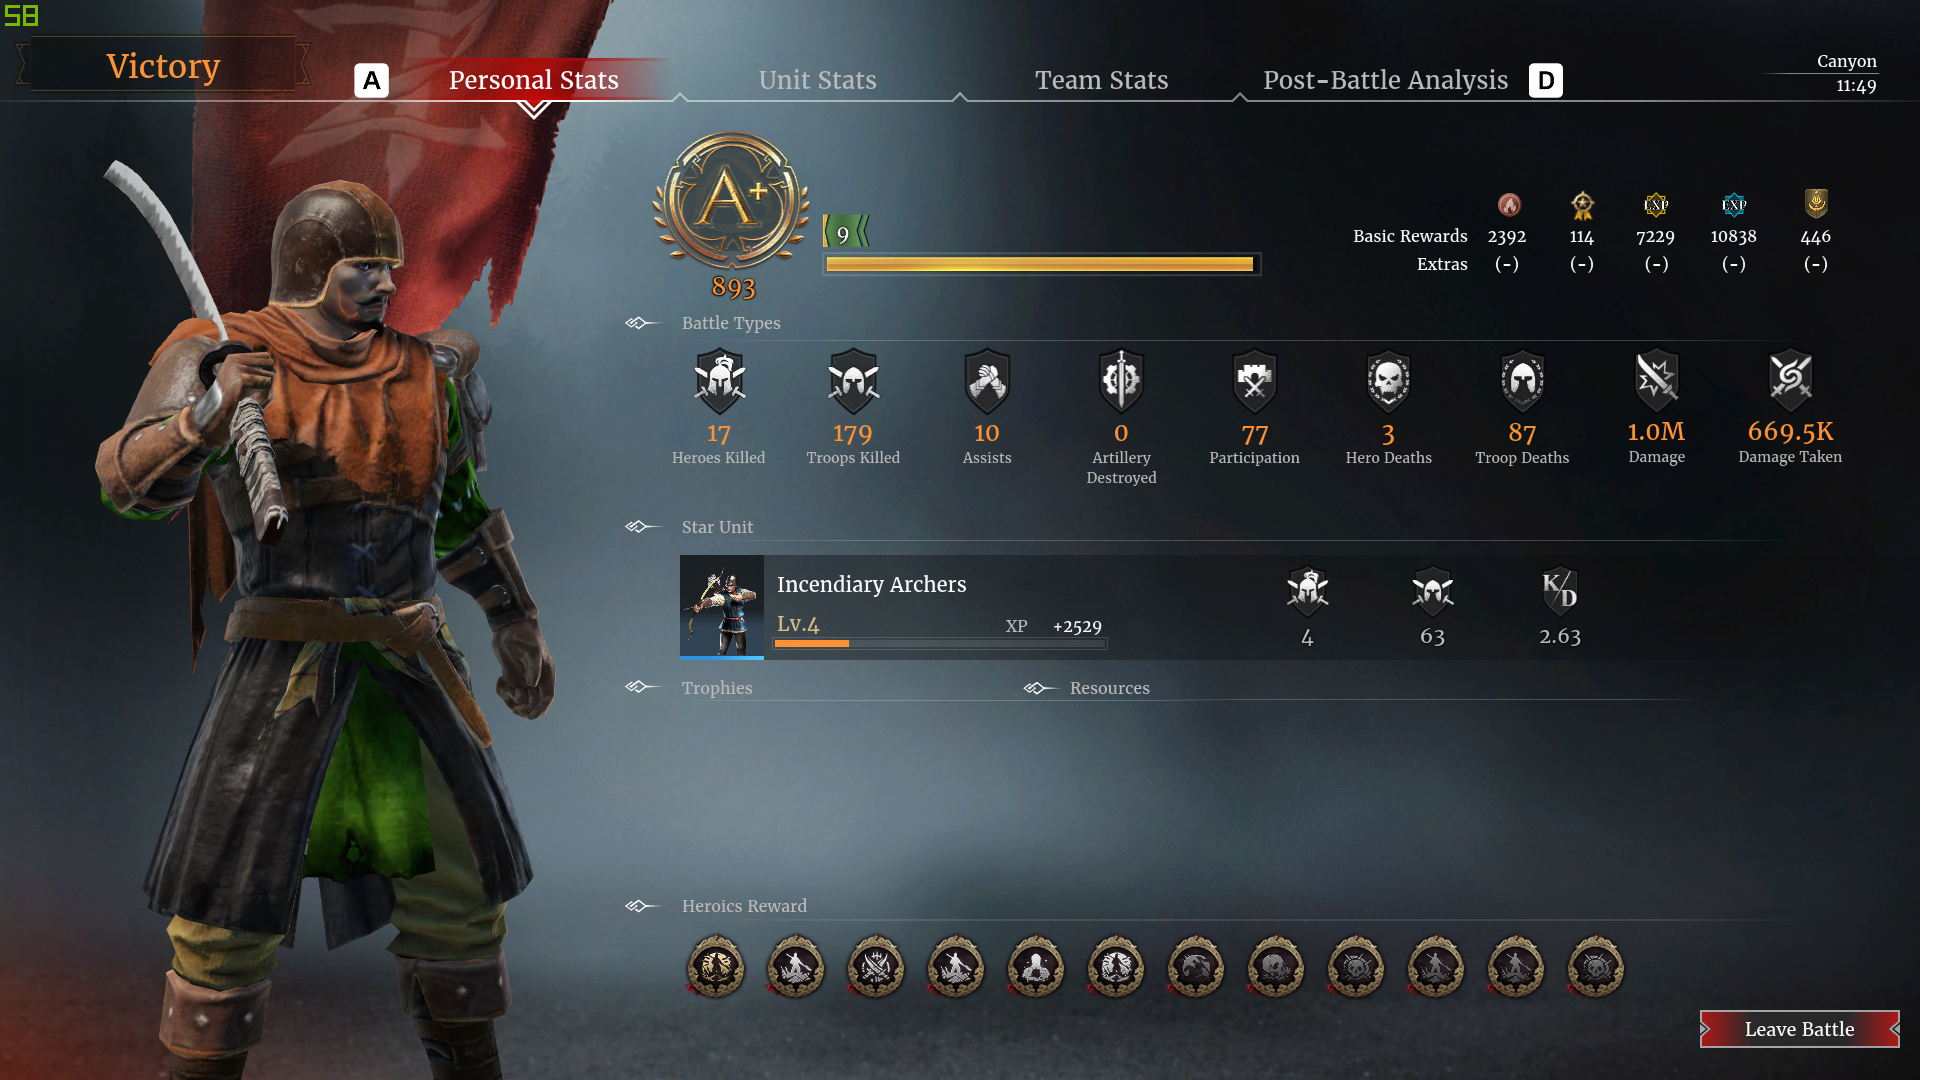 58
Victory
A
Personal Stats
Unit Stats
Team Stats
Post-Battle Analysis
D
Canyon
11:49
A+
893
9
EXP EXP
Basic Rewards 2392 114 7229 10838 446
Extras (-) (-) (-) (-) (-)
Battle Types
17 179 10 0 77 3 87 1.0M 669.5K
Heroes Killed Troops Killed Assists Artillery Participation Hero Deaths Troop Deaths Damage Damage Taken
Destroyed
Star Unit
Incendiary Archers
Lv.4 XP +2529
K/D
4 63 2.63
Trophies
Resources
Heroics Reward
Leave Battle